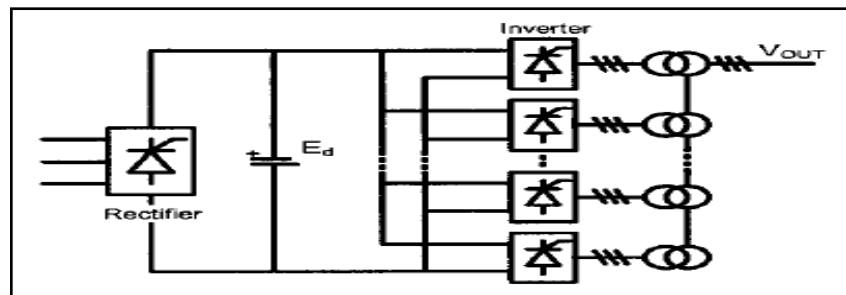 Inverter
VOUT
+
Ed
Rectifier